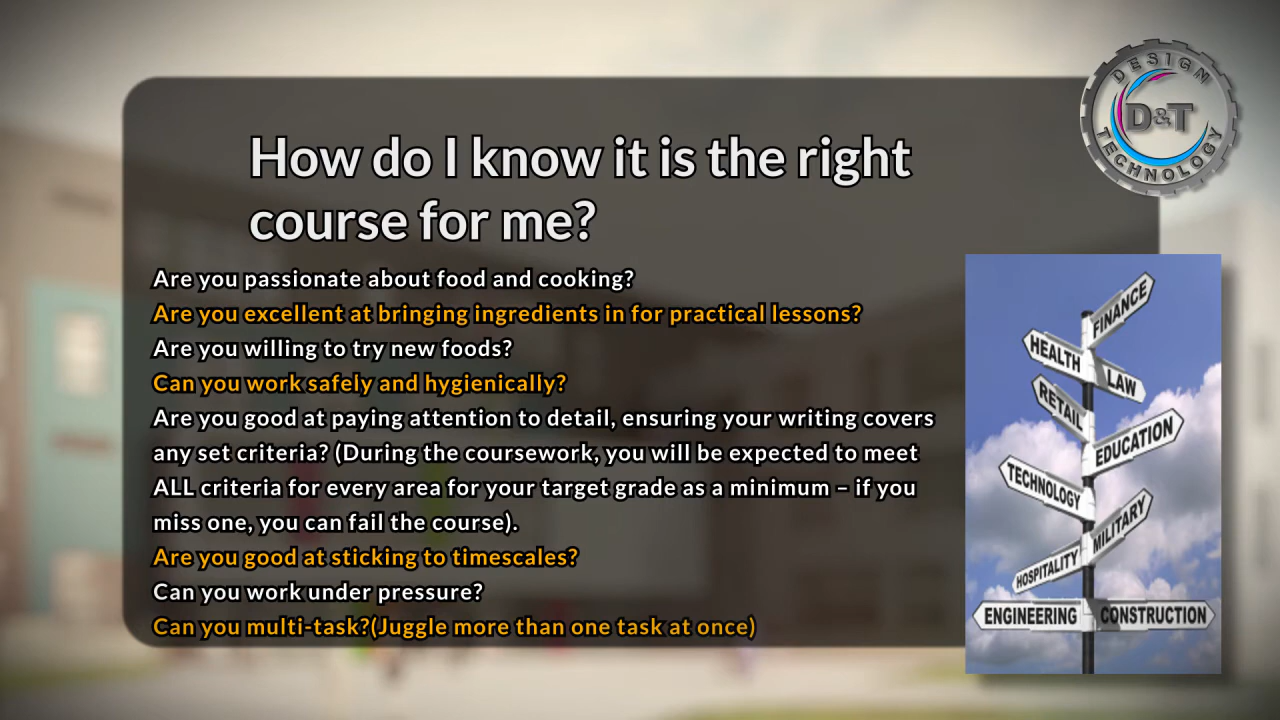 How do I know it is the right
course for me?
Are you passionate about food and cooking?
Are you excellent at bringing ingredients in for practical lessons?
Are you willing to try new foods?
Can you work safely and hygienically?
Are you good at paying attention to detail, ensuring your writing covers
any set criteria? (During the coursework, you will be expected to meet
ALL criteria for every area for your target grade as a minimum – if you
miss one, you can fail the course).
Are you good at sticking to timescales?
Can you work under pressure?
Can you multi-task?(Juggle more than one task at once)
DESIGN
D&T
TECHNOLOGY
FINANCE
HEALTH
LAW
RETAIL
EDUCATION
TECHNOLOGY
MILITARY
HOSPITALITY
ENGINEERING
CONSTRUCTION